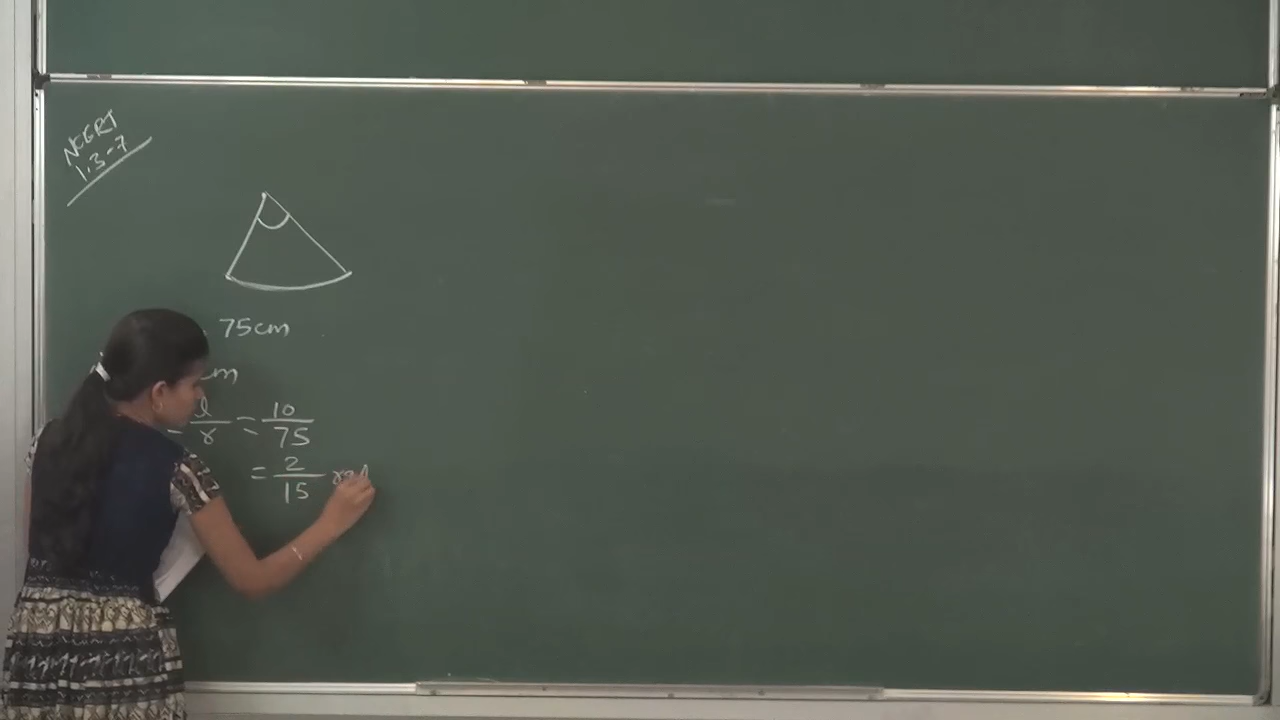 NCERT
1.3-7
75cm
cm
l/r = 10/75
= 2/15 rad